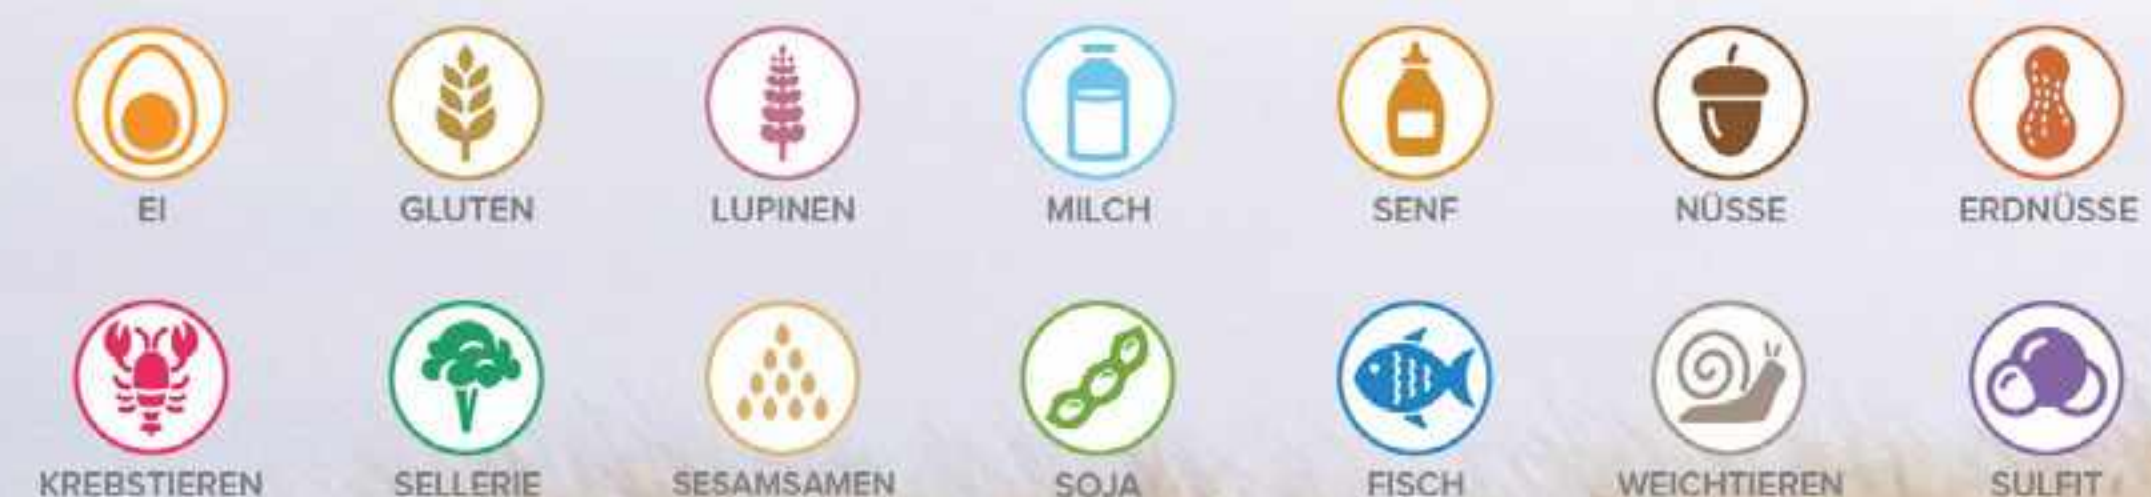 EI GLUTEN LUPINEN MILCH SENF NÜSSE ERDNÜSSE
KREBSTIEREN SELLERIE SESAMSAMEN SOJA FISCH WEICHTIEREN SULFIT